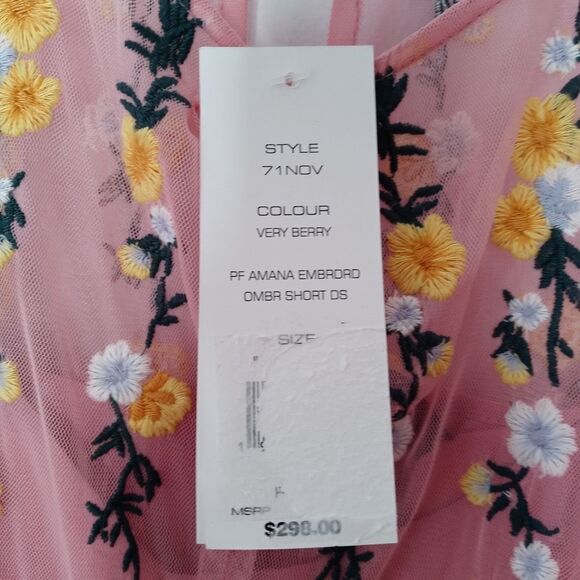 STYLE
71NOV
COLOUR
VERY BERRY
PF AMANA EMBRDRD
OMBR SHORT DS
SIZE
MSRP
$298.00